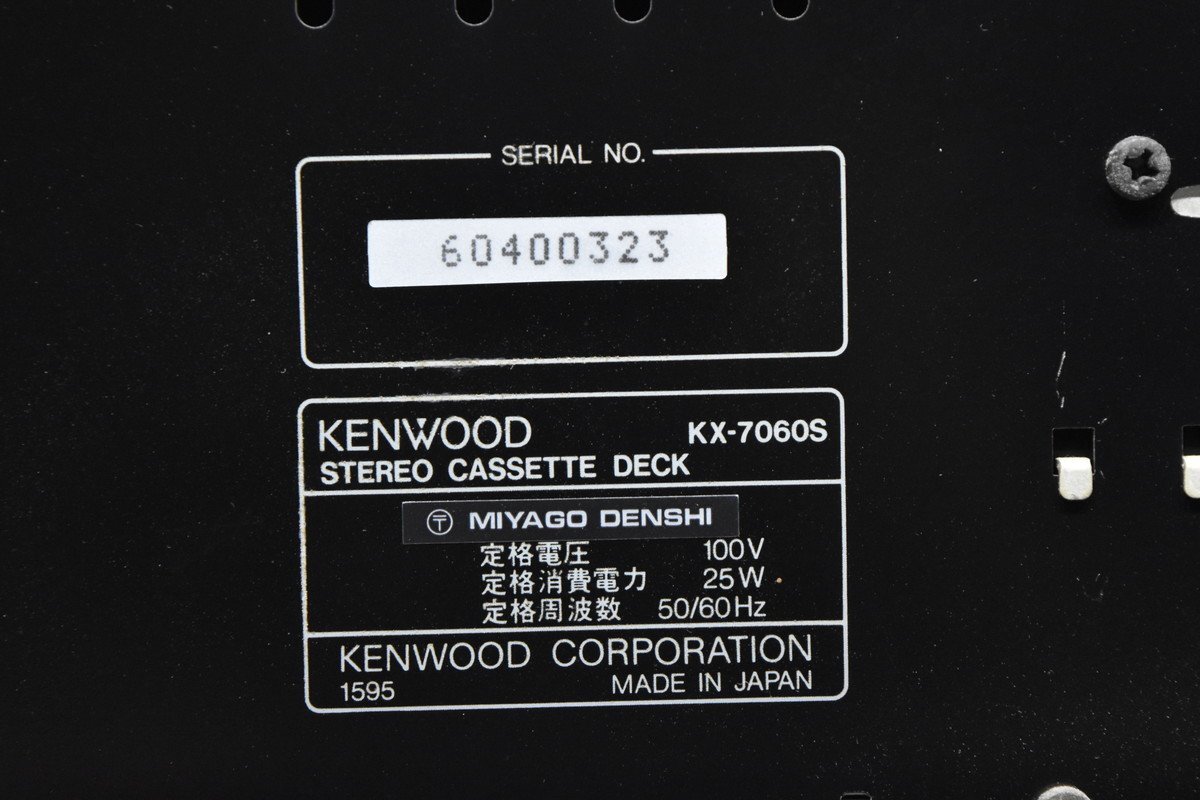 SERIAL NO.
60400323
KENWOOD KX-7060S
STEREO CASSETTE DECK
〒 MIYAGO DENSHI
定格電圧 100V
定格消費電力 25W
定格周波数 50/60Hz
KENWOOD CORPORATION
1595 MADE IN JAPAN